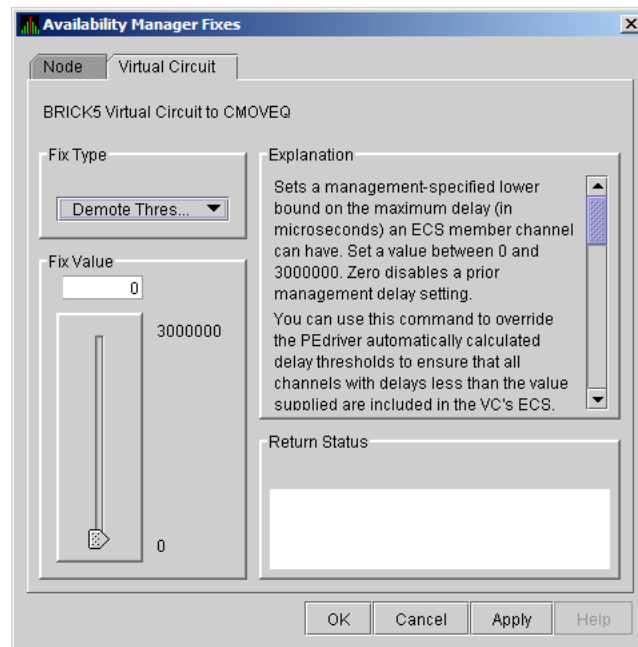 Availability Manager Fixes
Node
Virtual Circuit
BRICK5 Virtual Circuit to CMOVEQ
Fix Type
Demote Thres...
Fix Value
0
3000000
0
Explanation
Sets a management-specified lower
bound on the maximum delay (in
microseconds) an ECS member channel
can have. Set a value between 0 and
3000000. Zero disables a prior
management delay setting.
You can use this command to override
the PEdriver automatically calculated
delay thresholds to ensure that all
channels with delays less than the value
supplied are included in the VC's ECS.
Return Status
OK
Cancel
Apply
Help